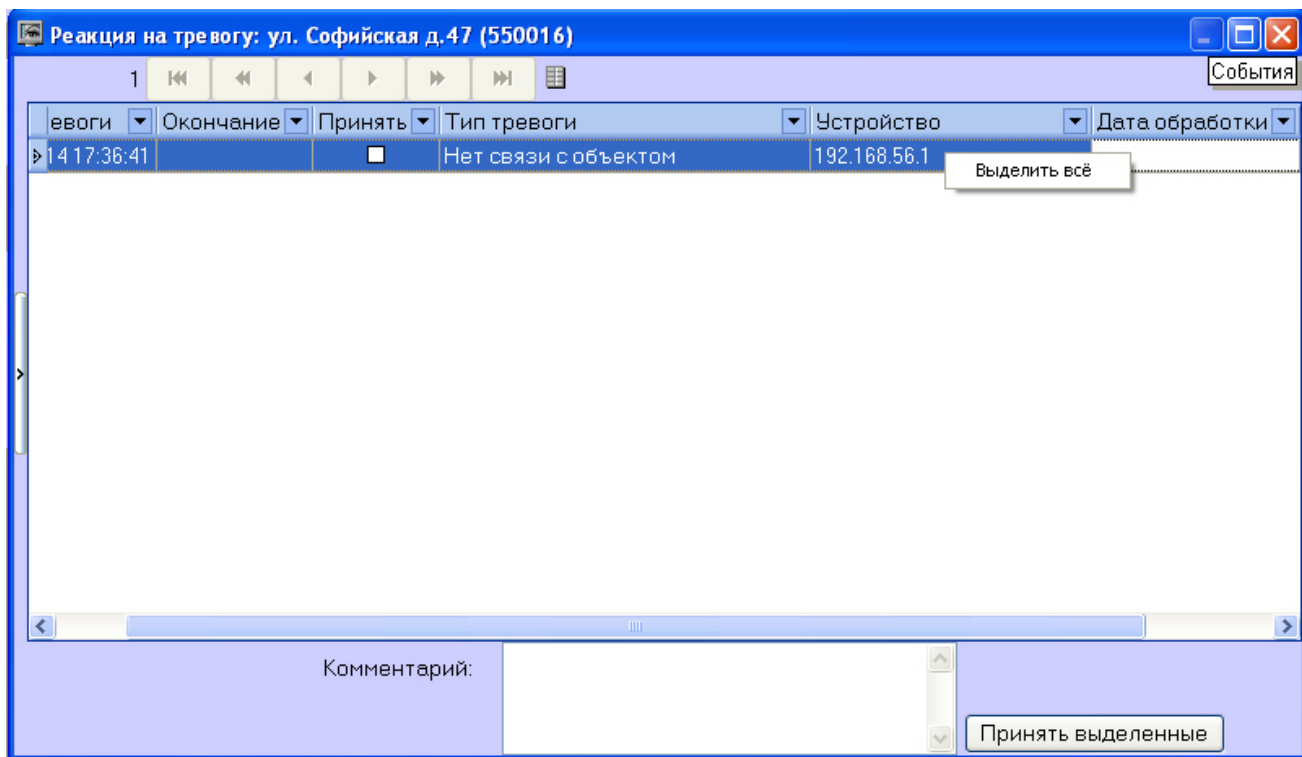 Реакция на тревогу: ул. Софийская д.47 (550016)
1
События
евоги Окончание Принять Тип тревоги Устройство Дата обработки
14 17:36:41 Нет связи с объектом 192.168.56.1
Выделить всё
Комментарий:
Принять выделенные